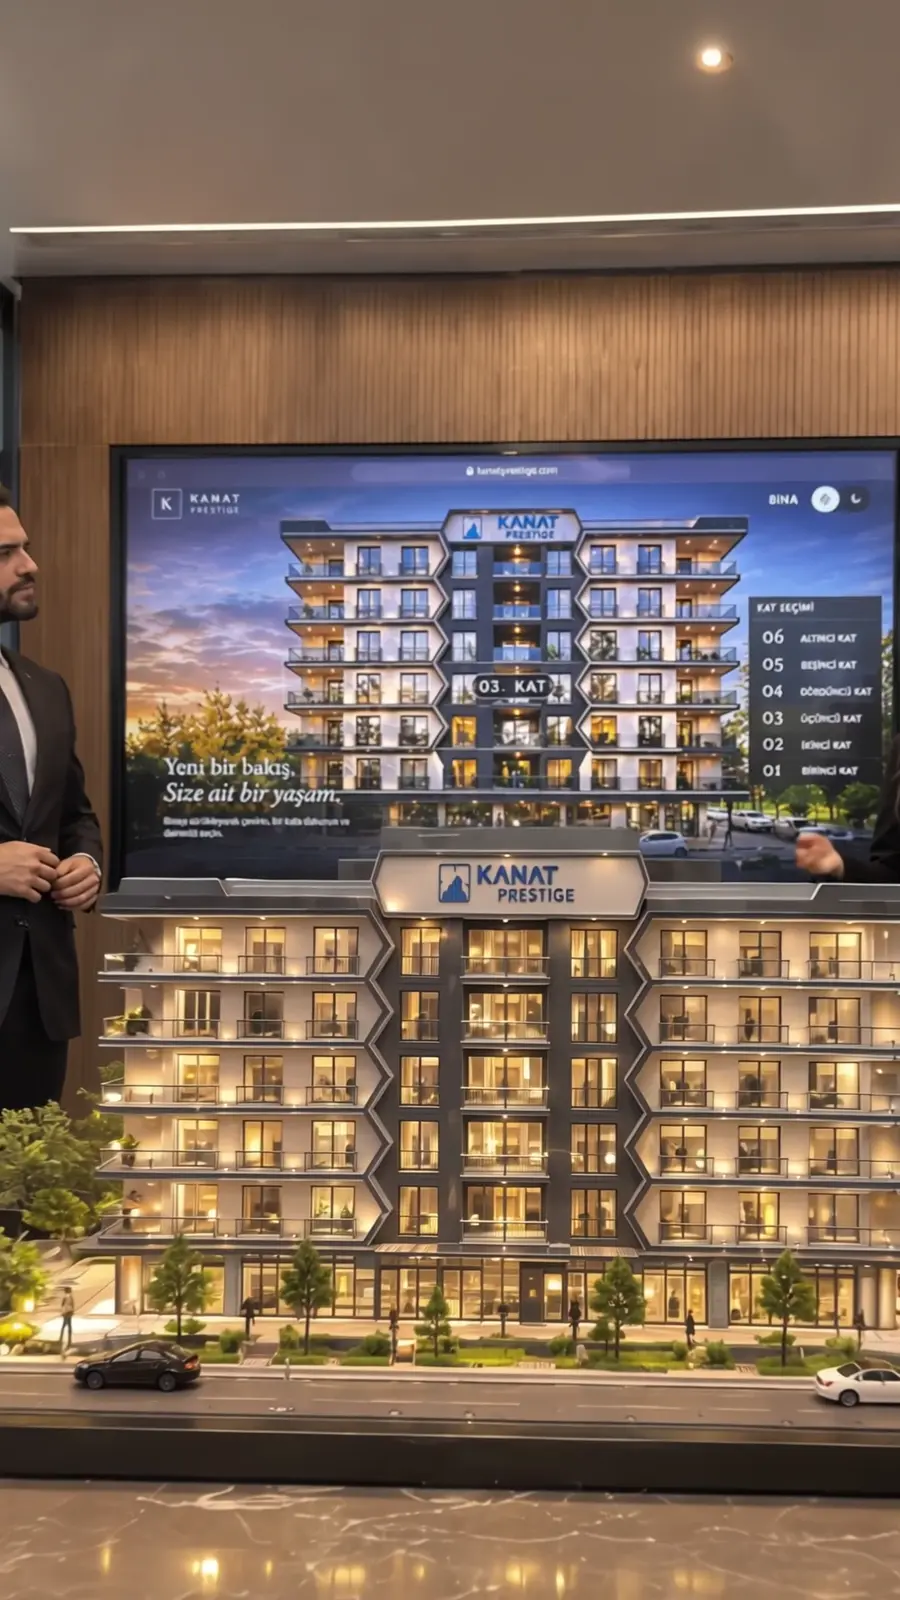 kanatprestige.com
K KANAT
PRESTIGE
BİNA
KANAT
PRESTIGE
KAT SEÇİMİ
06 ALTINCI KAT
05 BEŞİNCİ KAT
04 DÖRDÜNCÜ KAT
03 ÜÇÜNCÜ KAT
02 İKİNCİ KAT
01 BİRİNCİ KAT
03. KAT
Yeni bir bakış,
Size ait bir yaşam.
KANAT
PRESTIGE